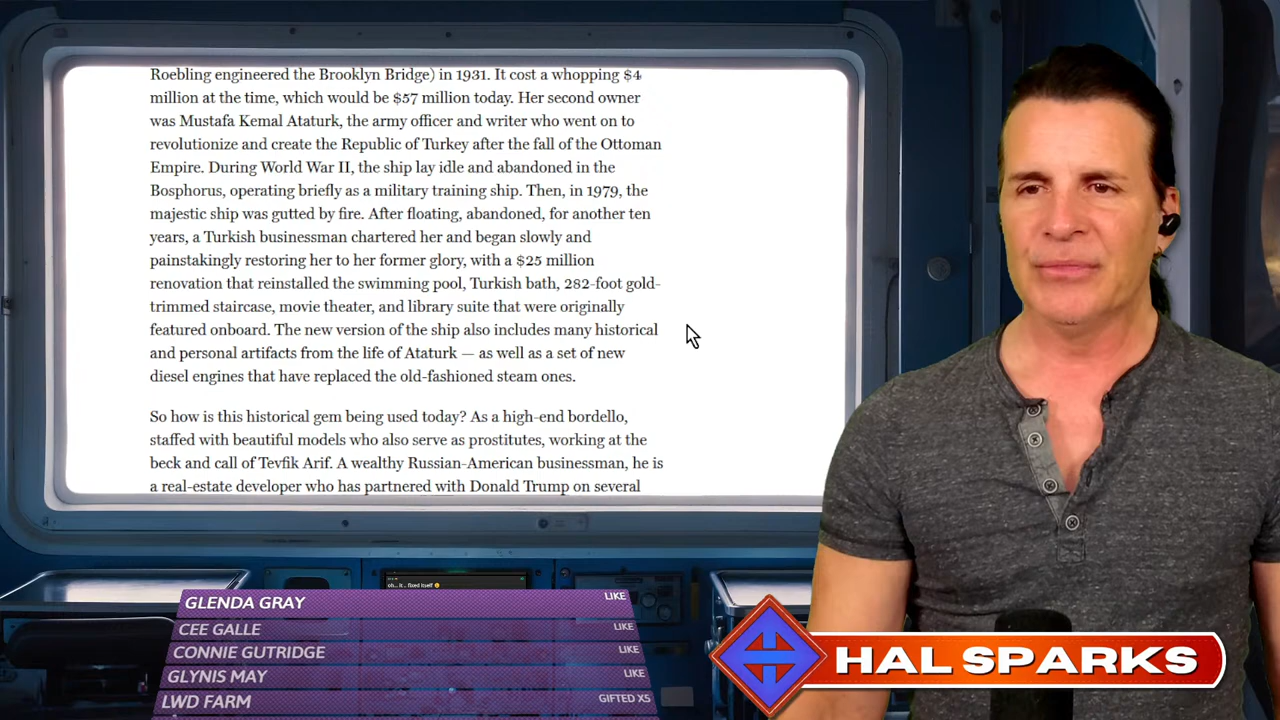 Roebling engineered the Brooklyn Bridge) in 1931. It cost a whopping $4
million at the time, which would be $57 million today. Her second owner
was Mustafa Kemal Ataturk, the army officer and writer who went on to
revolutionize and create the Republic of Turkey after the fall of the Ottoman
Empire. During World War II, the ship lay idle and abandoned in the
Bosphorus, operating briefly as a military training ship. Then, in 1979, the
majestic ship was gutted by fire. After floating, abandoned, for another ten
years, a Turkish businessman chartered her and began slowly and
painstakingly restoring her to her former glory, with a $25 million
renovation that reinstalled the swimming pool, Turkish bath, 282-foot gold-
trimmed staircase, movie theater, and library suite that were originally
featured onboard. The new version of the ship also includes many historical
and personal artifacts from the life of Ataturk — as well as a set of new
diesel engines that have replaced the old-fashioned steam ones.
So how is this historical gem being used today? As a high-end bordello,
staffed with beautiful models who also serve as prostitutes, working at the
beck and call of Tevfik Arif. A wealthy Russian-American businessman, he is
a real-estate developer who has partnered with Donald Trump on several
oh... it .. fixed itself
GLENDA GRAY LIKE
CEE GALLE LIKE
CONNIE GUTRIDGE LIKE
GLYNIS MAY LIKE
LWD FARM GIFTED X5
HAL SPARKS